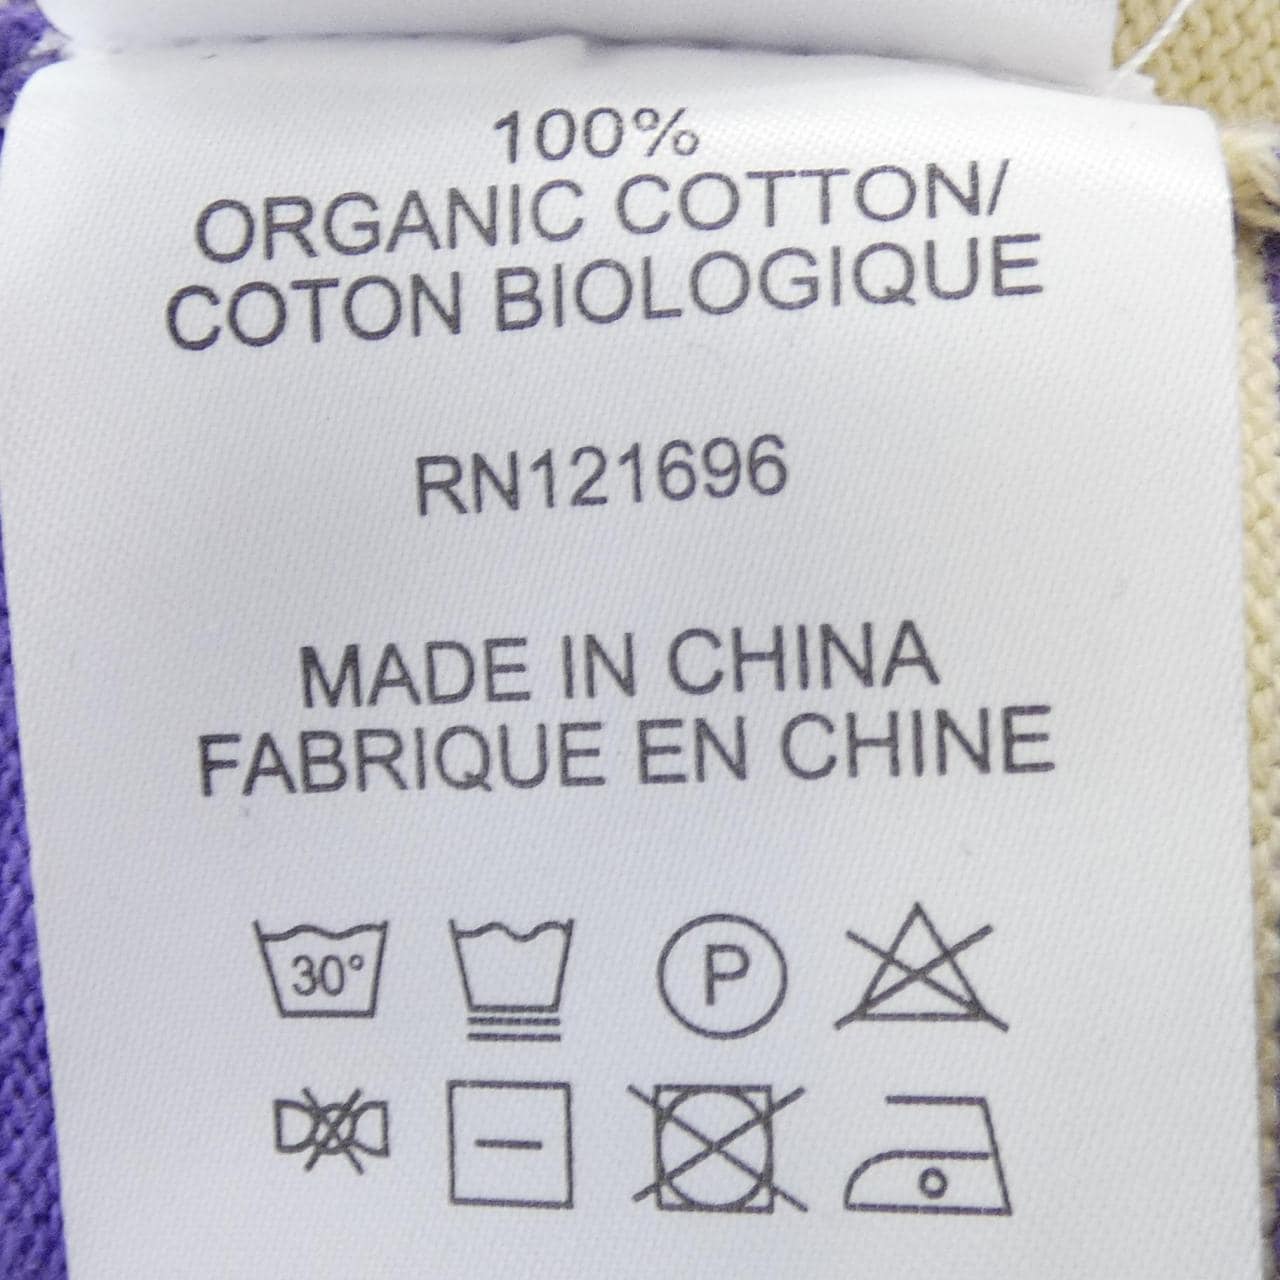 100%
ORGANIC COTTON/
COTON BIOLOGIQUE
RN121696
MADE IN CHINA
FABRIQUE EN CHINE
30°
P